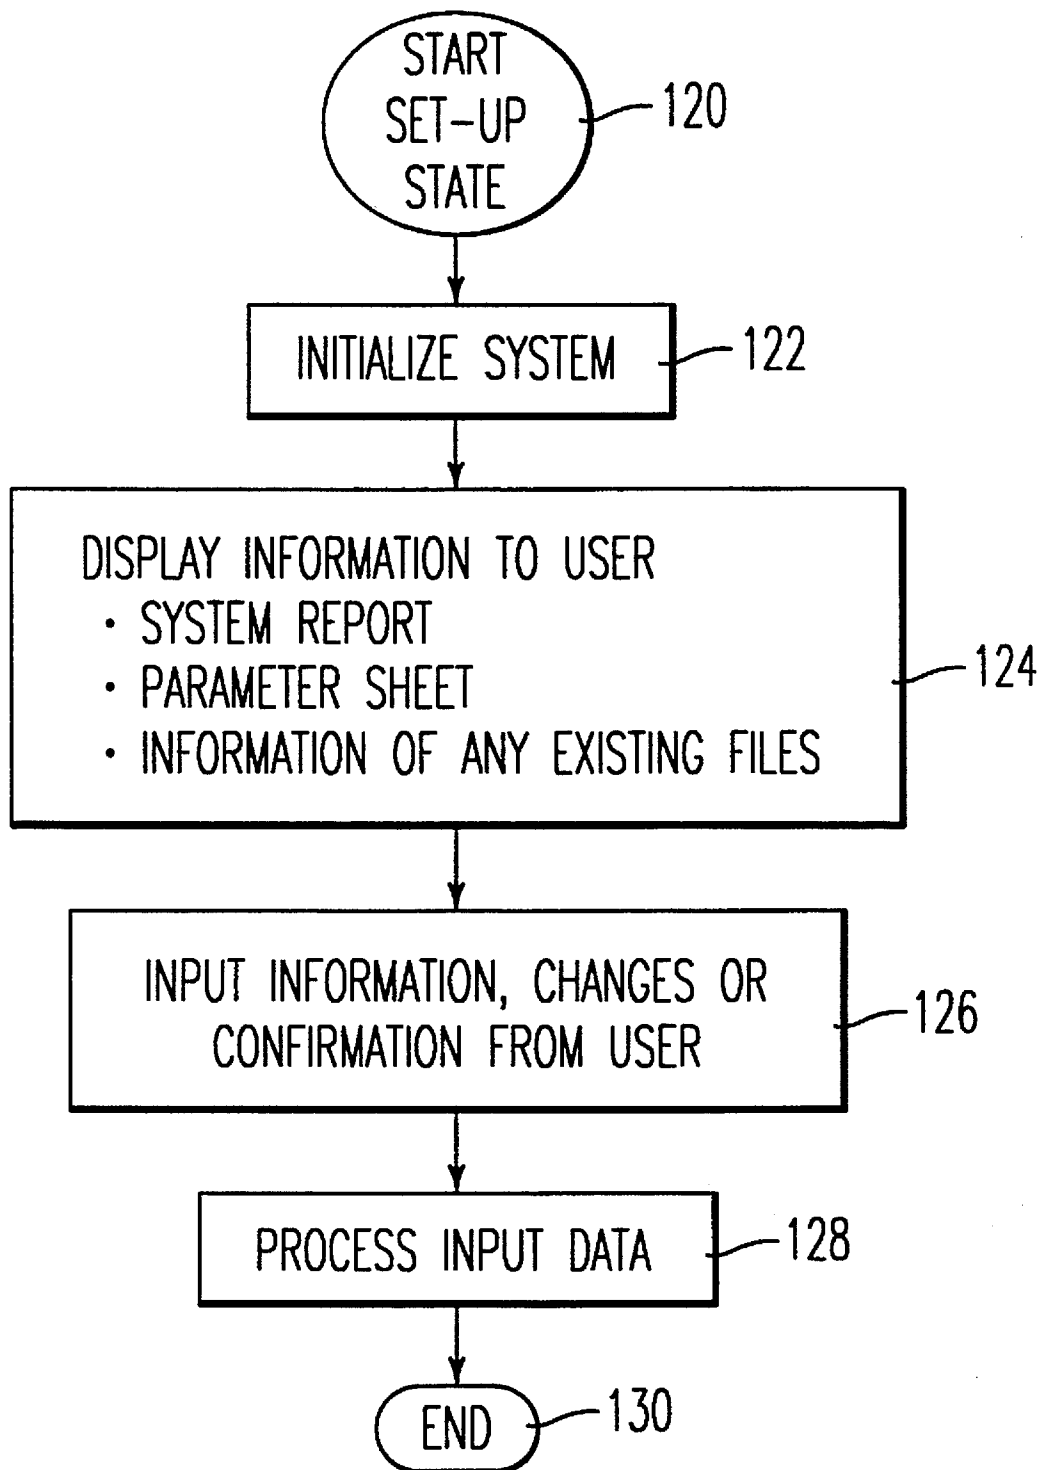 START
SET-UP
STATE
120
INITIALIZE SYSTEM
122
DISPLAY INFORMATION TO USER
· SYSTEM REPORT
· PARAMETER SHEET
· INFORMATION OF ANY EXISTING FILES
124
INPUT INFORMATION, CHANGES OR
CONFIRMATION FROM USER
126
PROCESS INPUT DATA
128
END
130